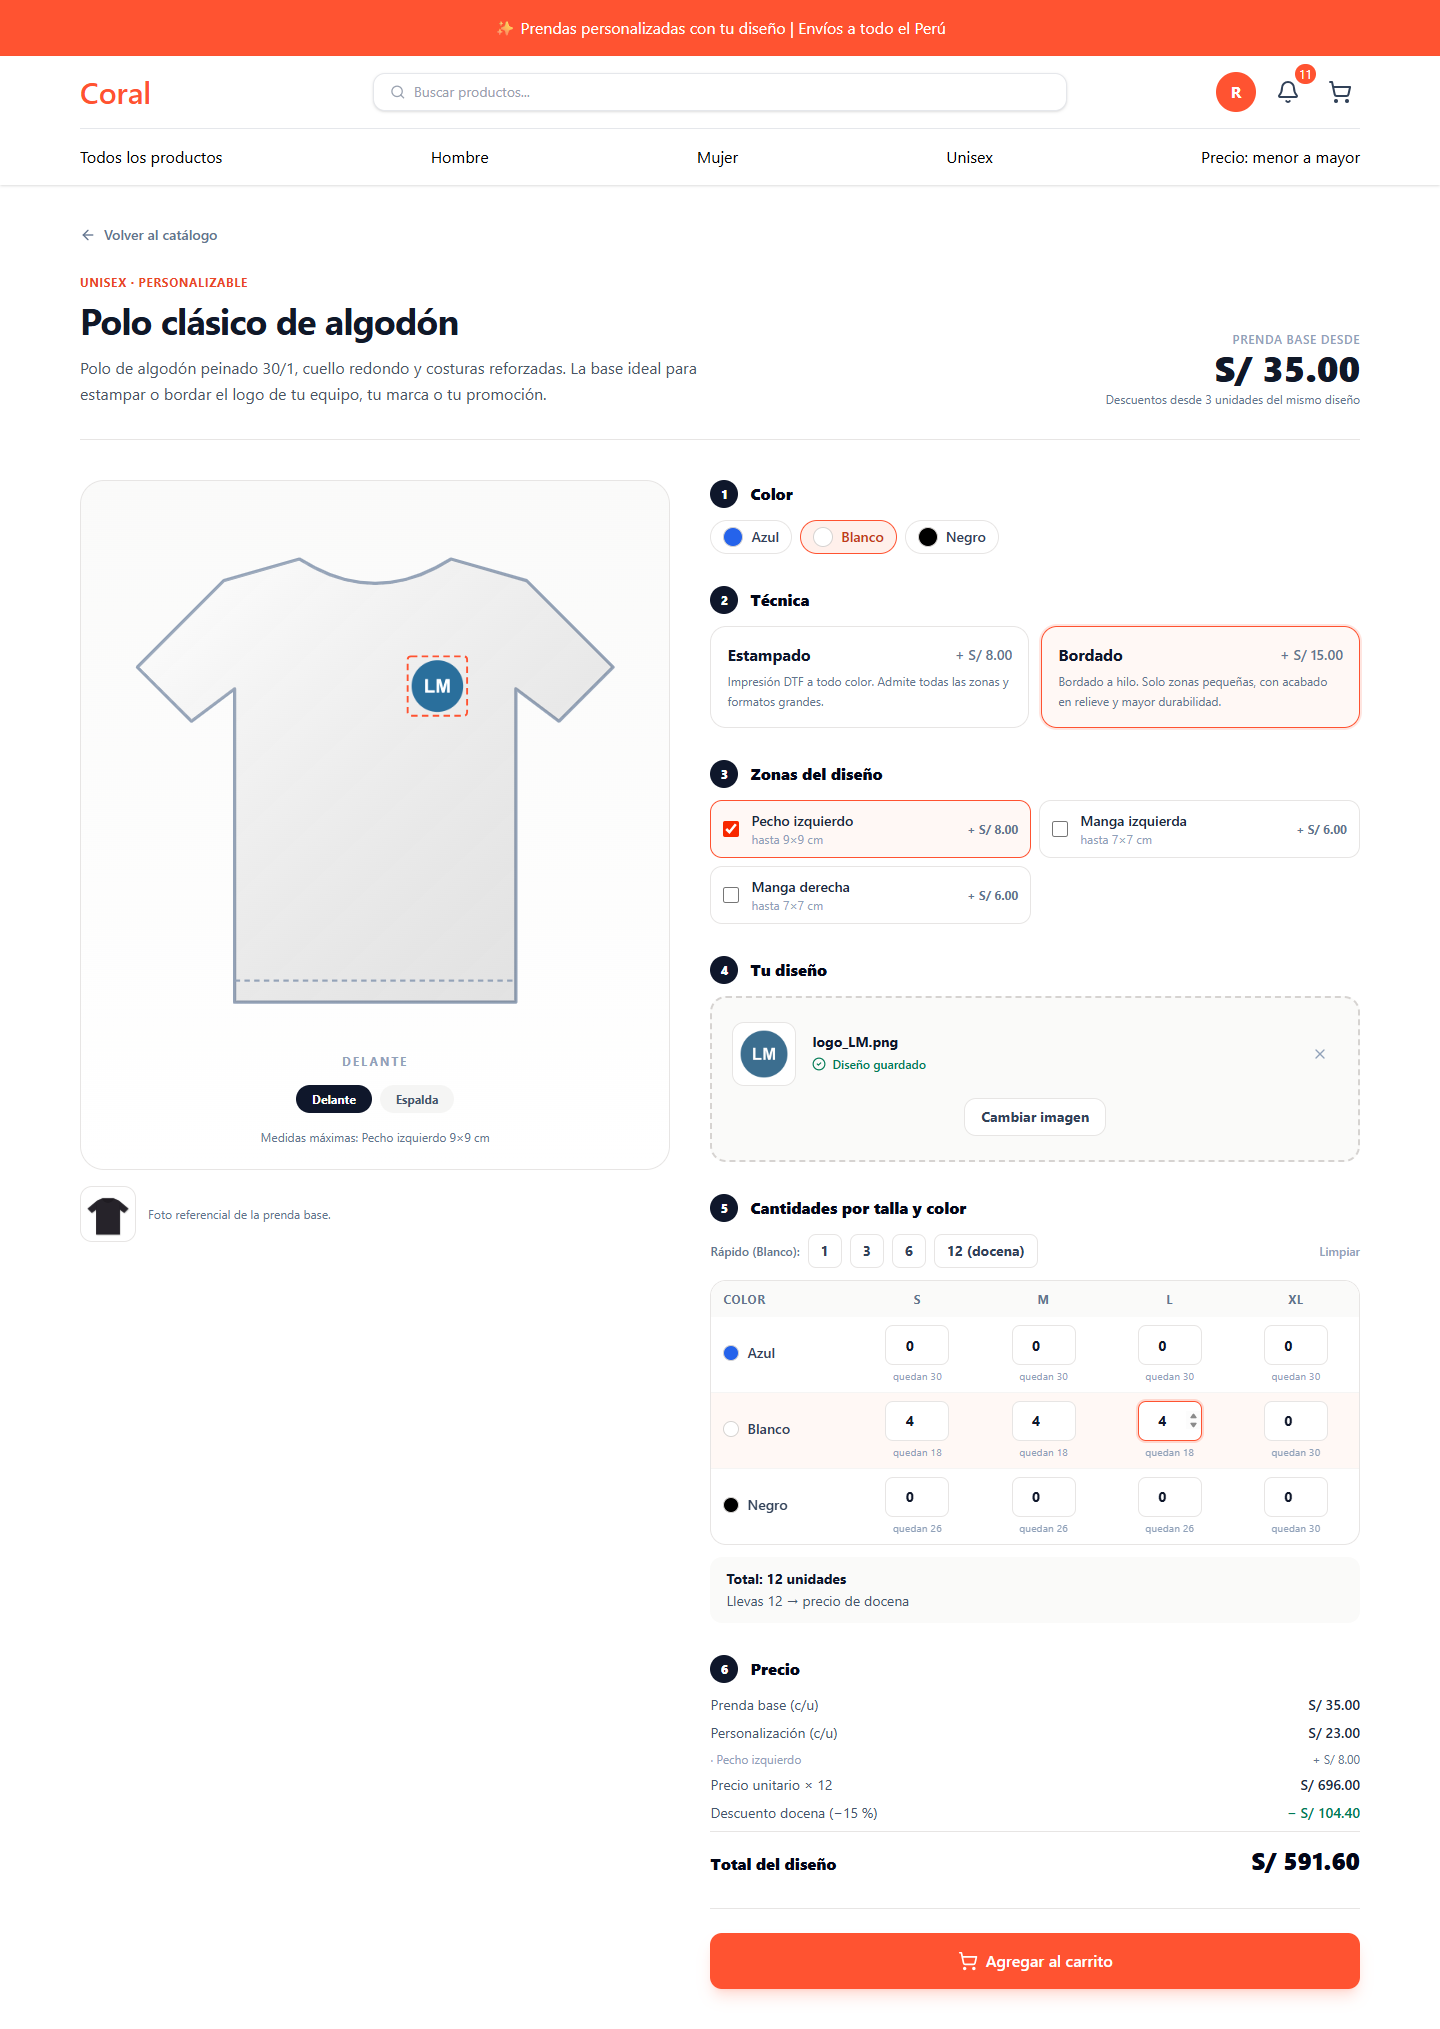 ✨ Prendas personalizadas con tu diseño | Envíos a todo el Perú
Coral
Buscar productos...
R
11
Todos los productos
Hombre
Mujer
Unisex
Precio: menor a mayor
← Volver al catálogo
UNISEX · PERSONALIZABLE
Polo clásico de algodón
Polo de algodón peinado 30/1, cuello redondo y costuras reforzadas. La base ideal para
estampar o bordar el logo de tu equipo, tu marca o tu promoción.
PRENDA BASE DESDE
S/ 35.00
Descuentos desde 3 unidades del mismo diseño
LM
DELANTE
Delante
Espalda
Medidas máximas: Pecho izquierdo 9×9 cm
Foto referencial de la prenda base.
1 Color
Azul
Blanco
Negro
2 Técnica
Estampado + S/ 8.00
Impresión DTF a todo color. Admite todas las zonas y
formatos grandes.
Bordado + S/ 15.00
Bordado a hilo. Solo zonas pequeñas, con acabado
en relieve y mayor durabilidad.
3 Zonas del diseño
Pecho izquierdo + S/ 8.00
hasta 9×9 cm
Manga izquierda + S/ 6.00
hasta 7×7 cm
Manga derecha + S/ 6.00
hasta 7×7 cm
4 Tu diseño
LM
logo_LM.png
Diseño guardado
×
Cambiar imagen
5 Cantidades por talla y color
Rápido (Blanco): 1 3 6 12 (docena) Limpiar
COLOR S M L XL
Azul 0 0 0 0
quedan 30 quedan 30 quedan 30 quedan 30
Blanco 4 4 4 0
quedan 18 quedan 18 quedan 18 quedan 30
Negro 0 0 0 0
quedan 26 quedan 26 quedan 26 quedan 30
Total: 12 unidades
Llevas 12 → precio de docena
6 Precio
Prenda base (c/u) S/ 35.00
Personalización (c/u) S/ 23.00
· Pecho izquierdo + S/ 8.00
Precio unitario × 12 S/ 696.00
Descuento docena (−15 %) − S/ 104.40
Total del diseño S/ 591.60
Agregar al carrito